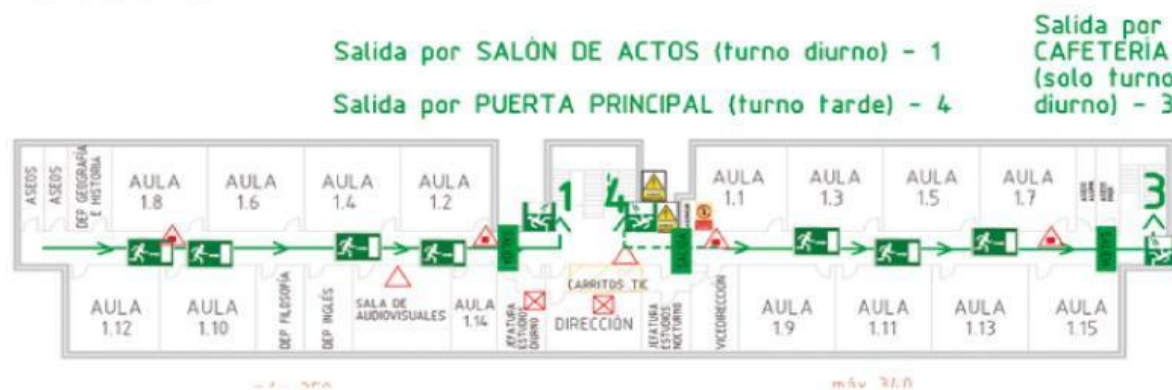 Salida por SALÓN DE ACTOS (turno diurno) - 1
Salida por PUERTA PRINCIPAL (turno tarde) - 4
Salida por
CAFETERÍA
(solo turno
diurno) - 3
ASEOS
ASEOS
DEP GEOGRAFÍA
E HISTORIA
AULA
1.8
AULA
1.6
AULA
1.4
AULA
1.2
1
4
AULA
1.1
AULA
1.3
AULA
1.5
AULA
1.7
3
AULA
1.12
AULA
1.10
DEP FILOSOFÍA
DEP INGLÉS
SALA DE
AUDIOVISUALES
AULA
1.14
JEFATURA
ESTUDIOS
DIURNO
CARRITOS TIC
DIRECCIÓN
JEFATURA
ESTUDIOS
NOCTURNO
VICEDIRECCIÓN
AULA
1.9
AULA
1.11
AULA
1.13
AULA
1.15
máx 340